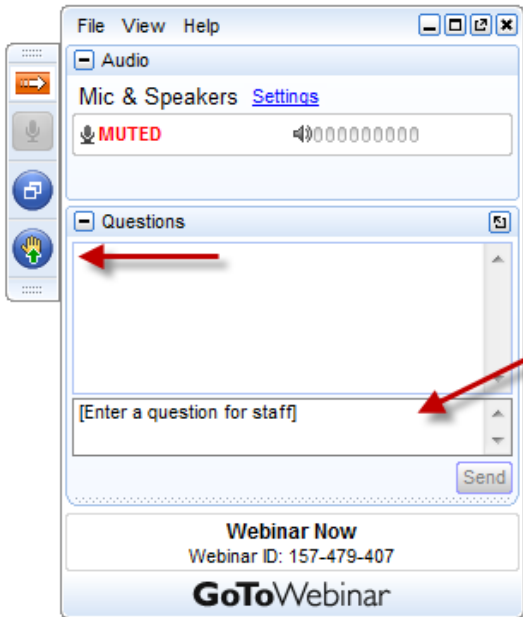 File View Help
Audio
Mic & Speakers Settings
MUTED 000000000
Questions
[Enter a question for staff]
Send
Webinar Now
Webinar ID: 157-479-407
GoToWebinar